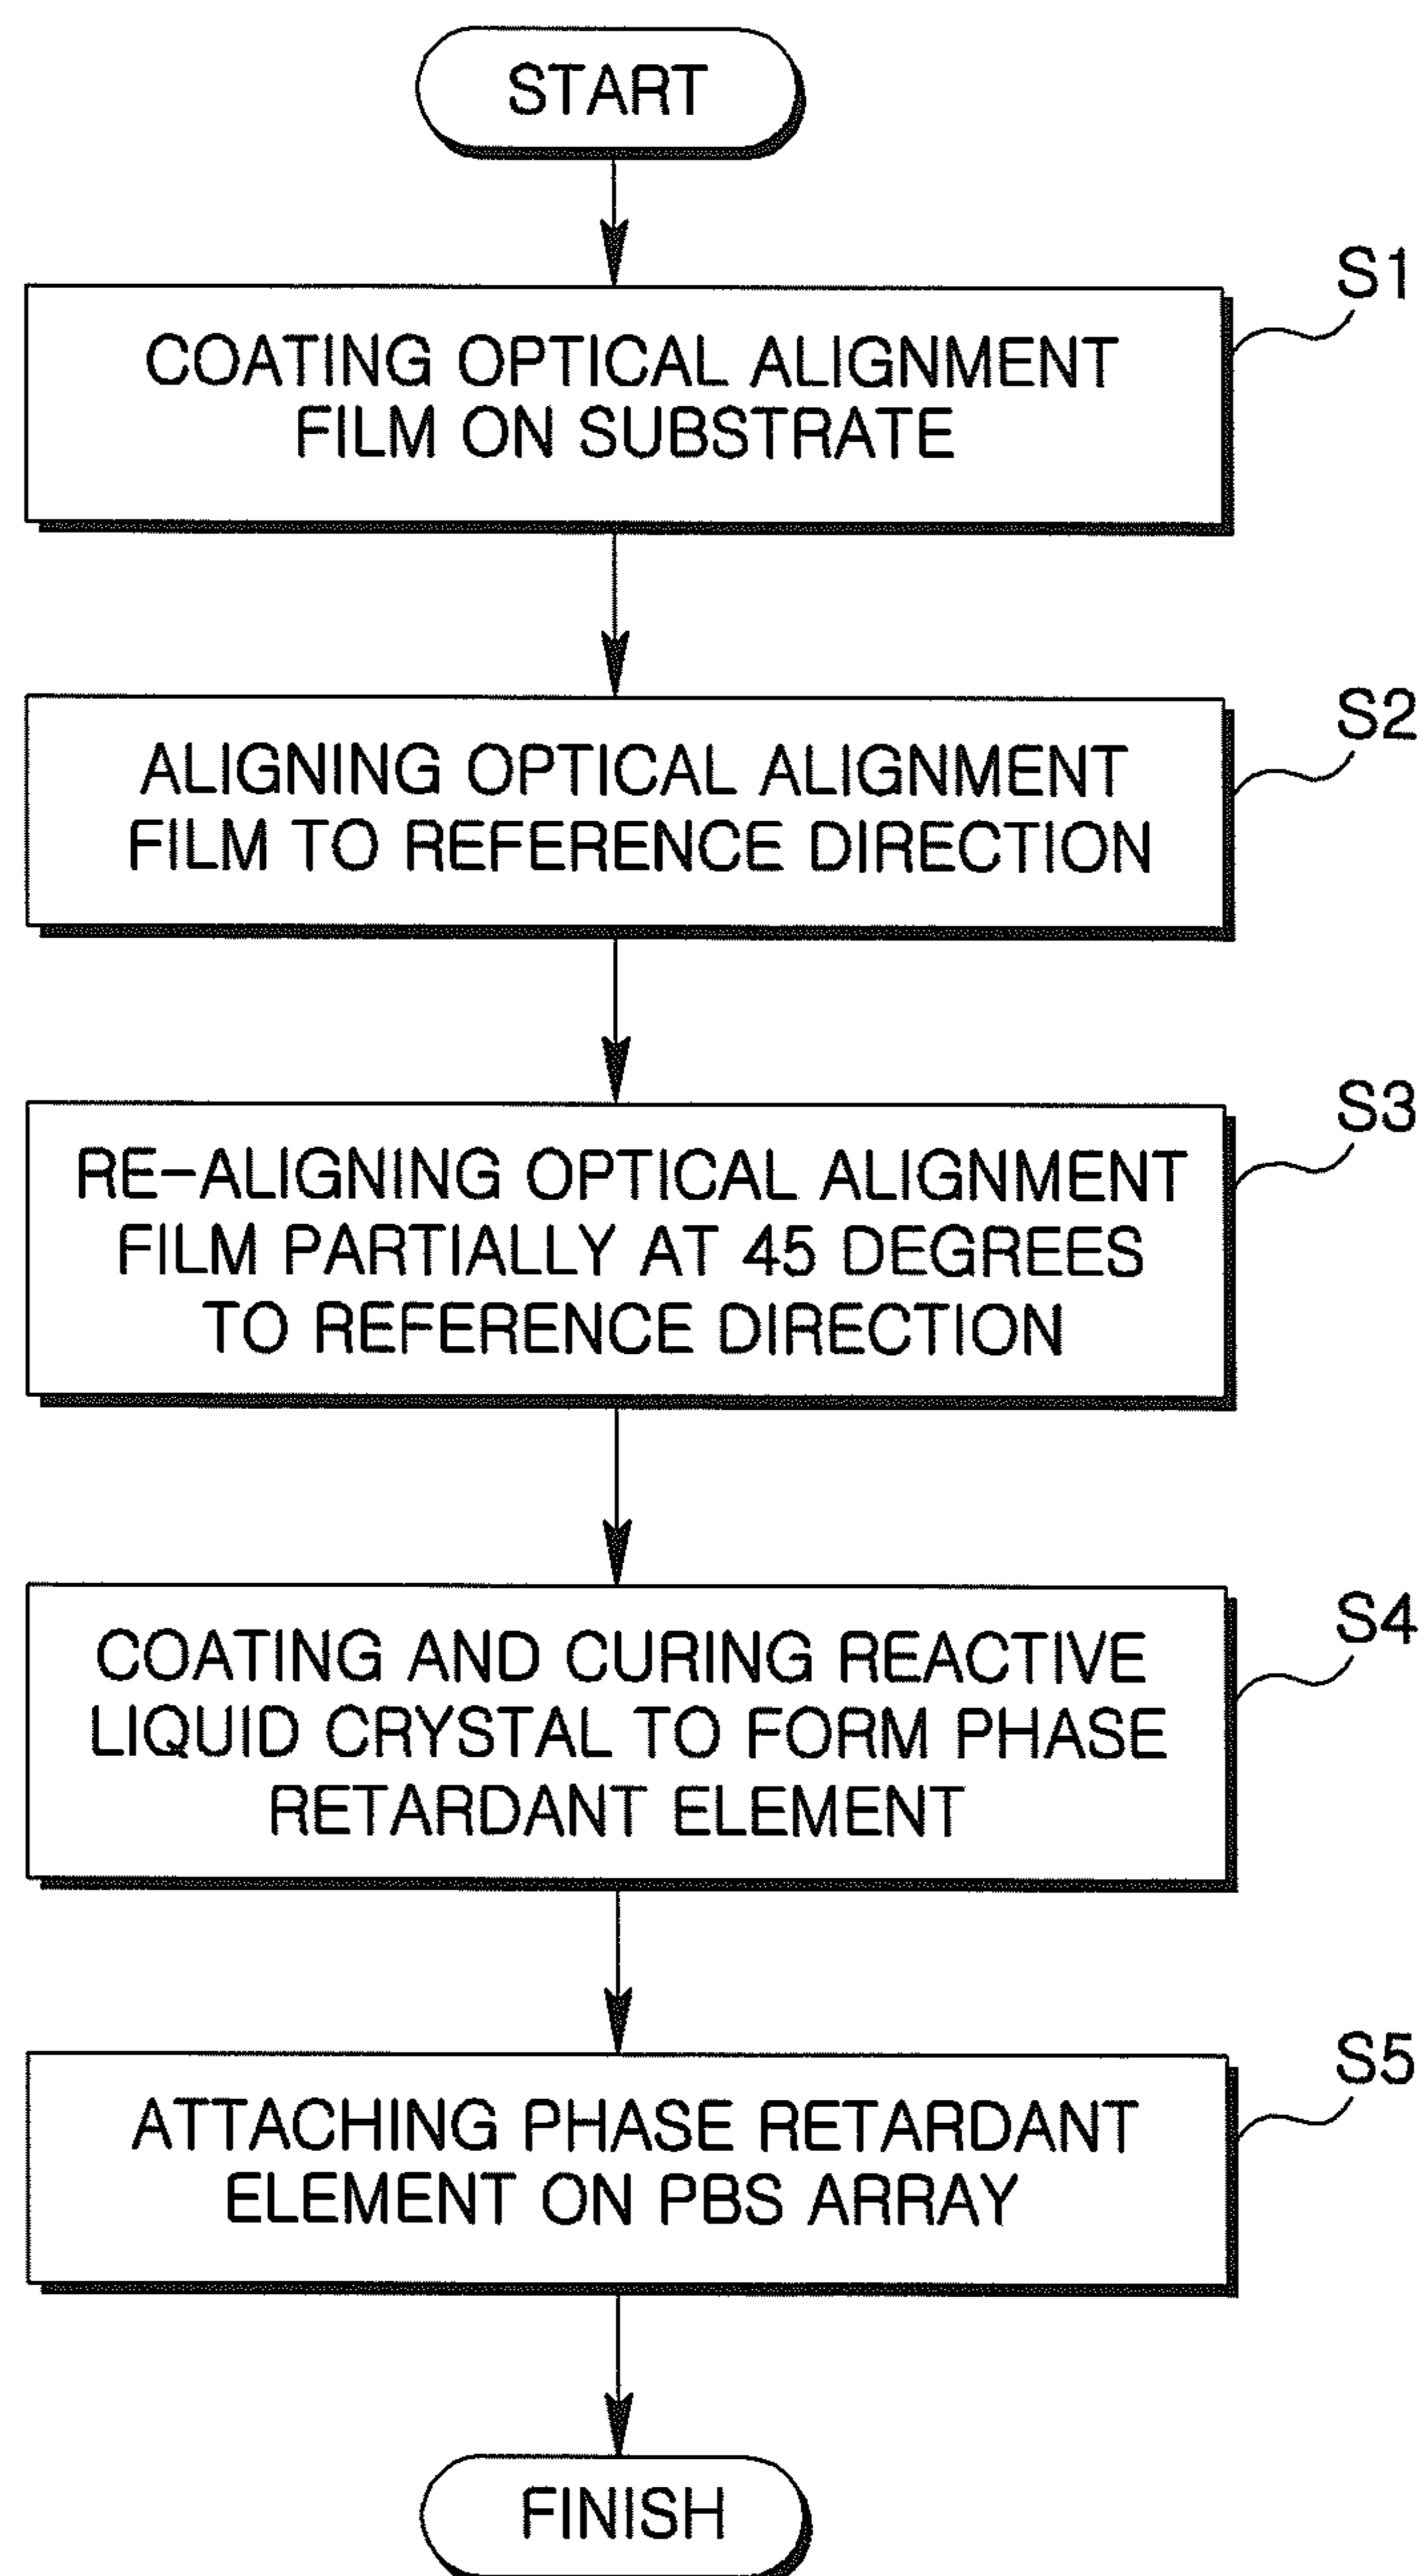 START
S1
COATING OPTICAL ALIGNMENT
FILM ON SUBSTRATE
S2
ALIGNING OPTICAL ALIGNMENT
FILM TO REFERENCE DIRECTION
S3
RE-ALIGNING OPTICAL ALIGNMENT
FILM PARTIALLY AT 45 DEGREES
TO REFERENCE DIRECTION
S4
COATING AND CURING REACTIVE
LIQUID CRYSTAL TO FORM PHASE
RETARDANT ELEMENT
S5
ATTACHING PHASE RETARDANT
ELEMENT ON PBS ARRAY
FINISH